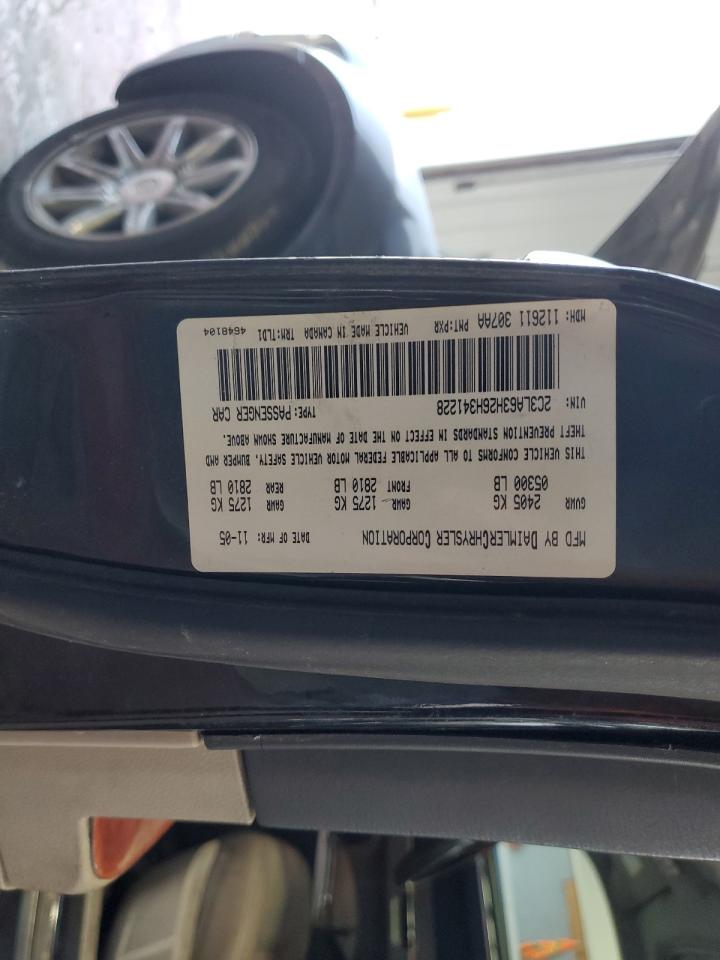 MFD BY DAIMLERCHRYSLER CORPORATION DATE OF MFR: 11-05
GVWR 2405 KG GAWR 1275 KG GAWR 1275 KG
05300 LB FRONT 2810 LB REAR 2810 LB
THIS VEHICLE CONFORMS TO ALL APPLICABLE FEDERAL MOTOR VEHICLE SAFETY, BUMPER AND
THEFT PREVENTION STANDARDS IN EFFECT ON THE DATE OF MANUFACTURE SHOWN ABOVE.
VIN: 2C3LA63H26H341228 TYPE: PASSENGER CAR
MDH: 112611 307AA PNT:PXR VEHICLE MADE IN CANADA TRM:TLD1 4648104